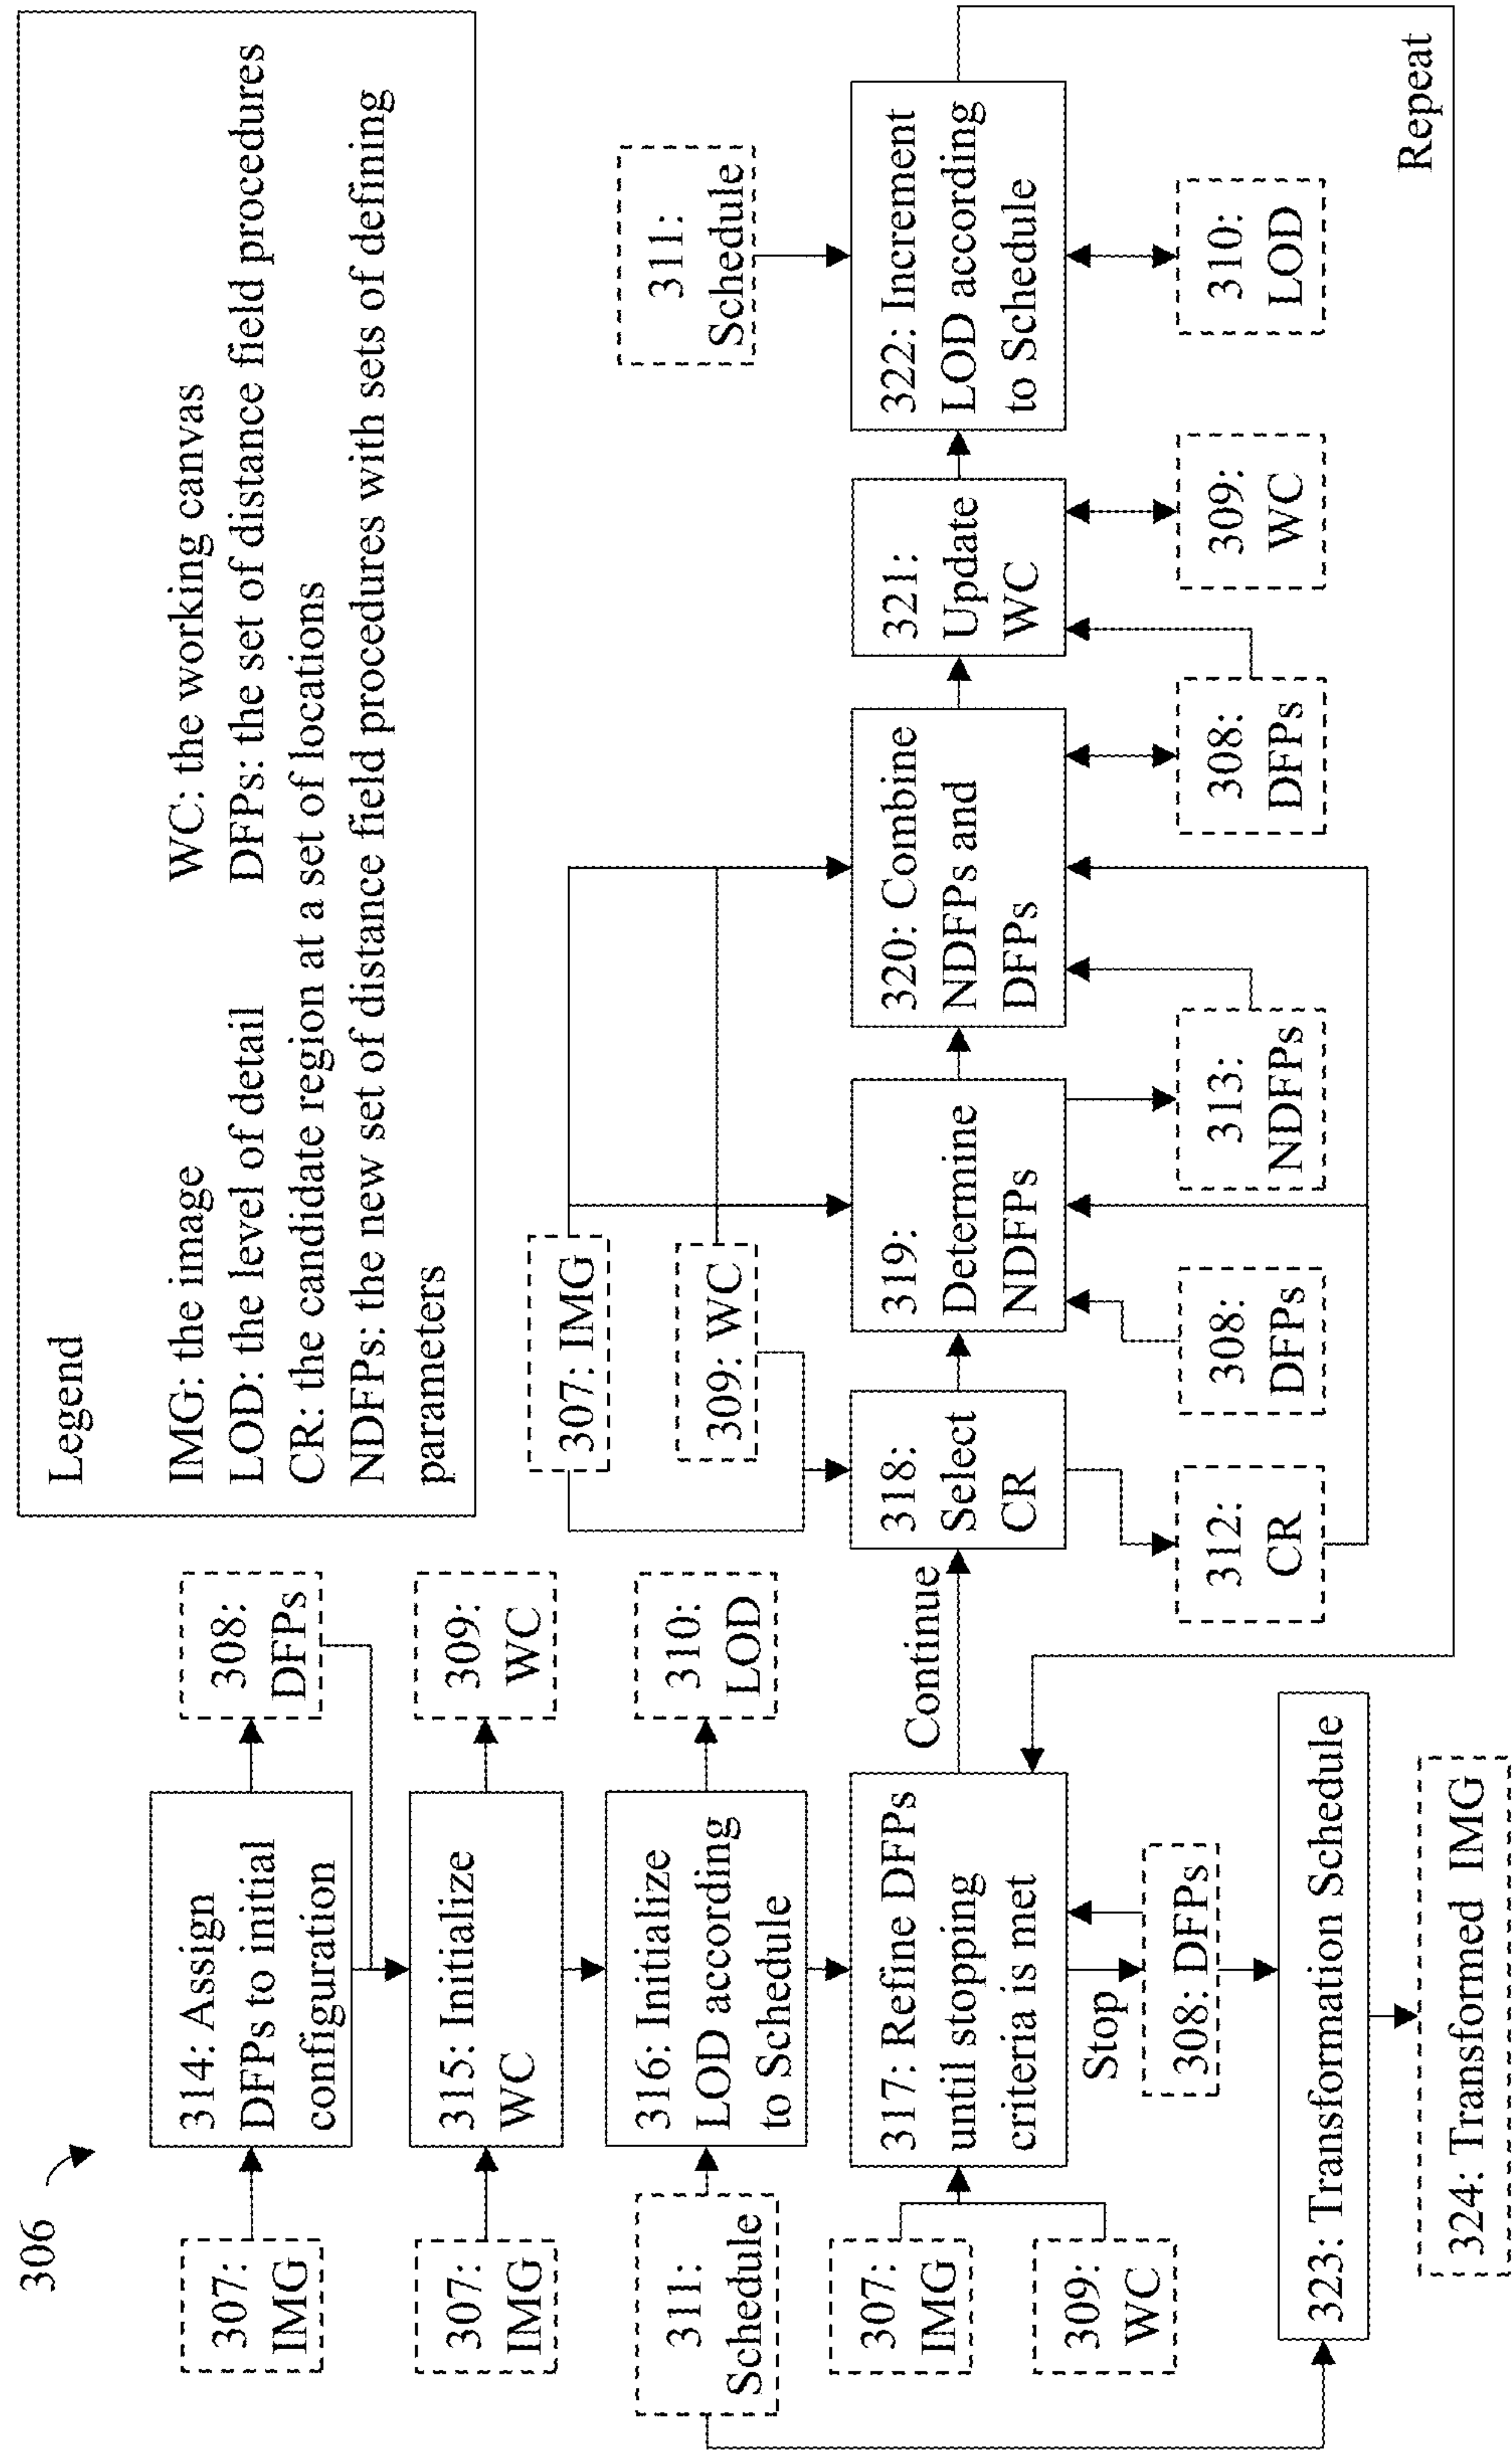 306
307:
IMG
314: Assign
DFPs to initial
configuration
308:
DFPs
307:
IMG
315: Initialize
WC
309:
WC
311:
Schedule
316: Initialize
LOD according
to Schedule
310:
LOD
307:
IMG
309:
WC
317: Refine DFPs
until stopping
criteria is met
Continue
Stop
308: DFPs
323: Transformation Schedule
324: Transformed IMG
Legend
IMG: the image
WC: the working canvas
LOD: the level of detail
DFPs: the set of distance field procedures
CR: the candidate region at a set of locations
NDFPs: the new set of distance field procedures with sets of defining
parameters
307: IMG
309: WC
311:
Schedule
318:
Select
CR
319:
Determine
NDFPs
320: Combine
NDFPs and
DFPs
321:
Update
WC
322: Increment
LOD according
to Schedule
312:
CR
308:
DFPs
313:
NDFPs
308:
DFPs
309:
WC
310:
LOD
Repeat